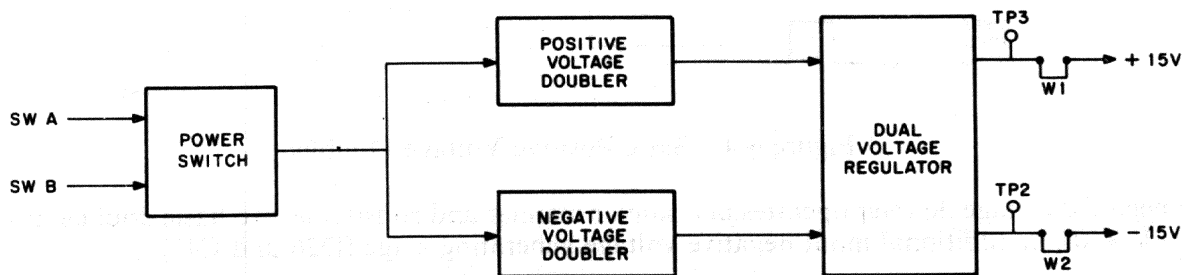 SW A
SW B
POWER
SWITCH
POSITIVE
VOLTAGE
DOUBLER
NEGATIVE
VOLTAGE
DOUBLER
DUAL
VOLTAGE
REGULATOR
TP3
W1
+ 15V
TP2
W2
- 15V